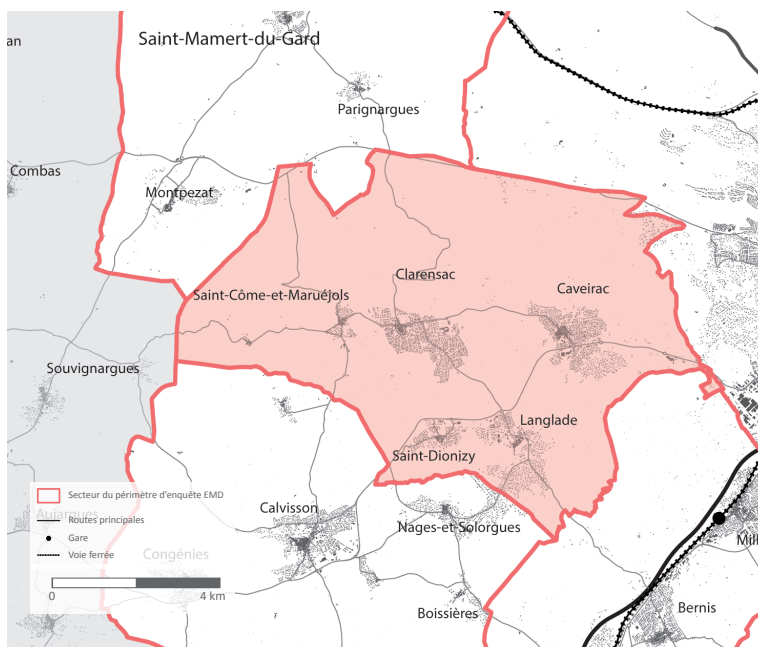 an
Saint-Mamert-du-Gard
Parignargues
Combas
Montpezat
Clarensac
Saint-Côme-et-Maruéjols
Caveirac
Souvignargues
Langlade
Saint-Dionizy
Secteur du périmètre d'enquête EMD
Calvisson
Aujargues
Routes principales
Nages-et-Solorgues
Gare
Mill
Voie ferrée
Congénies
0
4 km
Boissières
Bernis